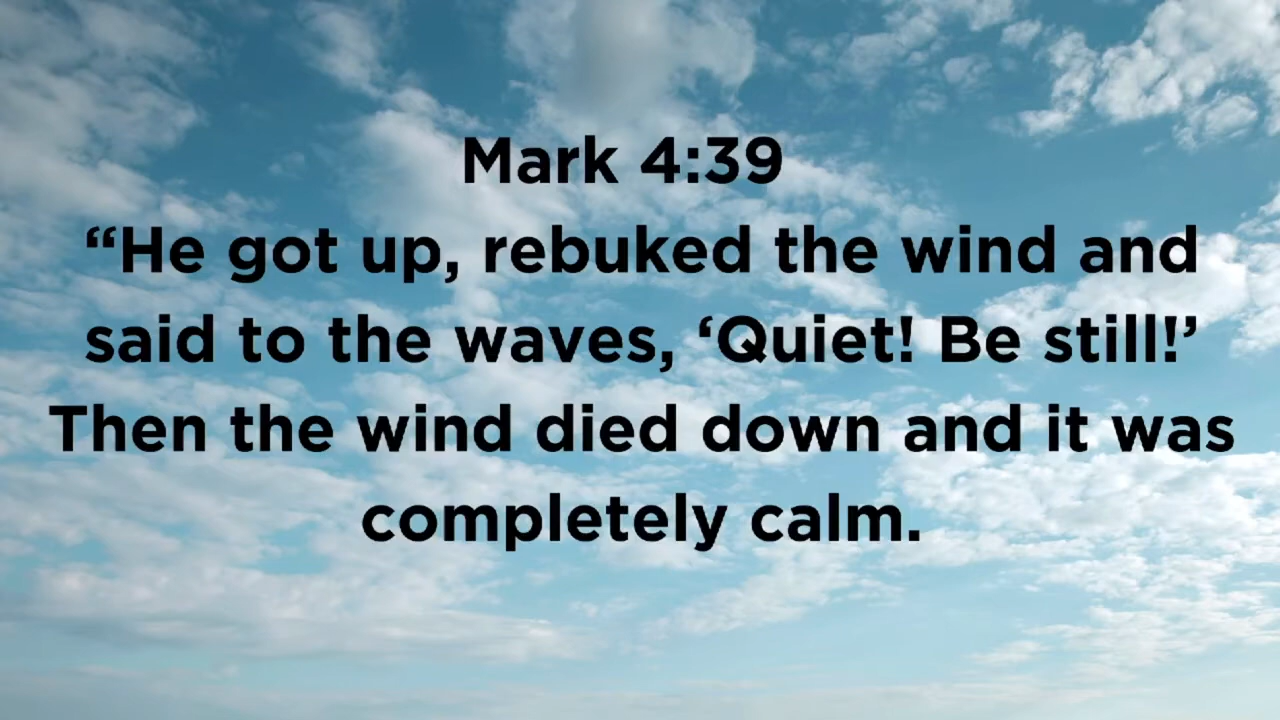 Mark 4:39
“He got up, rebuked the wind and
said to the waves, ‘Quiet! Be still!’
Then the wind died down and it was
completely calm.